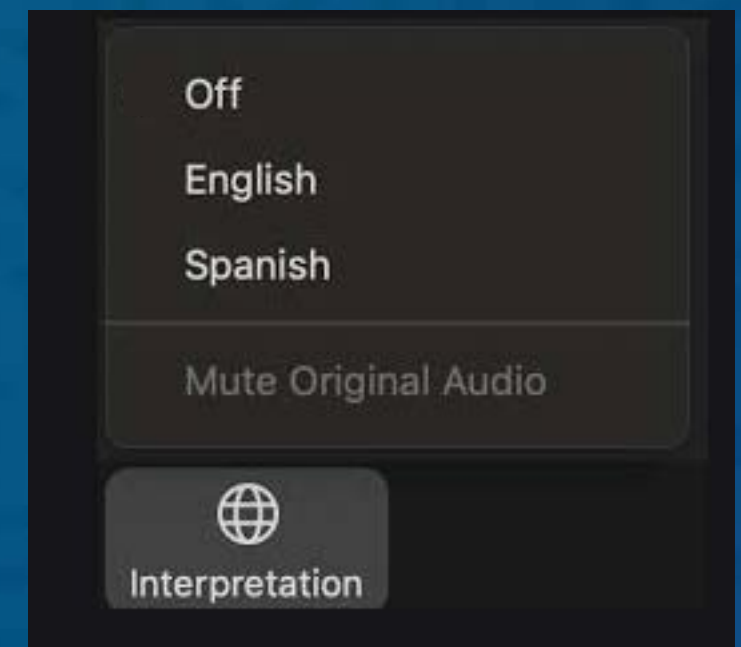 Off
English
Spanish
Mute Original Audio
Interpretation